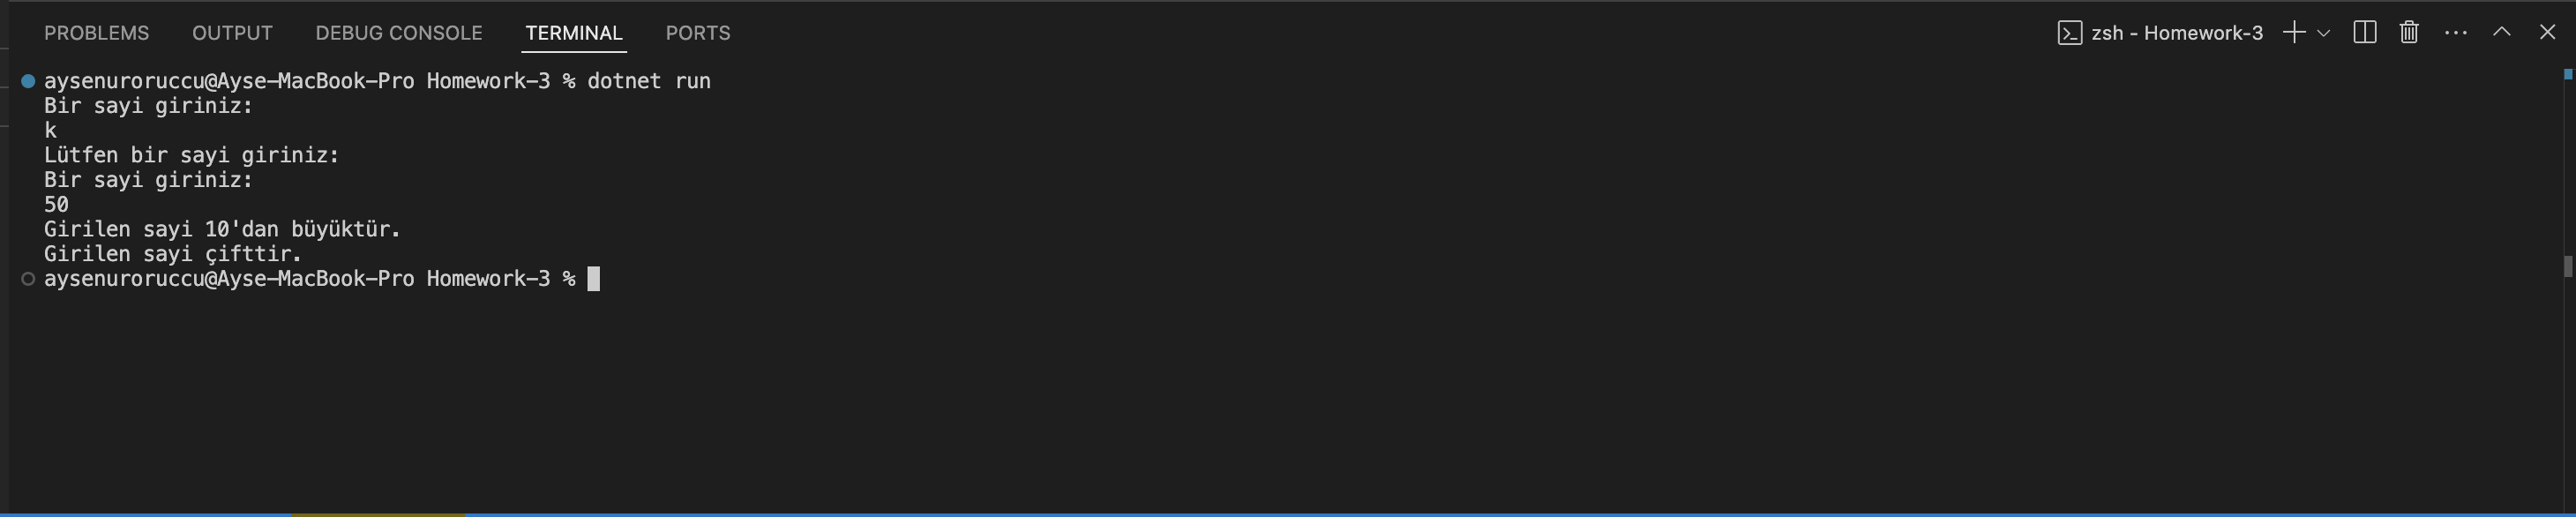 PROBLEMS OUTPUT DEBUG CONSOLE TERMINAL PORTS zsh - Homework-3
aysenuroruccu@Ayse-MacBook-Pro Homework-3 % dotnet run
Bir sayi giriniz:
k
Lütfen bir sayi giriniz:
Bir sayi giriniz:
50
Girilen sayi 10'dan büyüktür.
Girilen sayi çifttir.
aysenuroruccu@Ayse-MacBook-Pro Homework-3 %